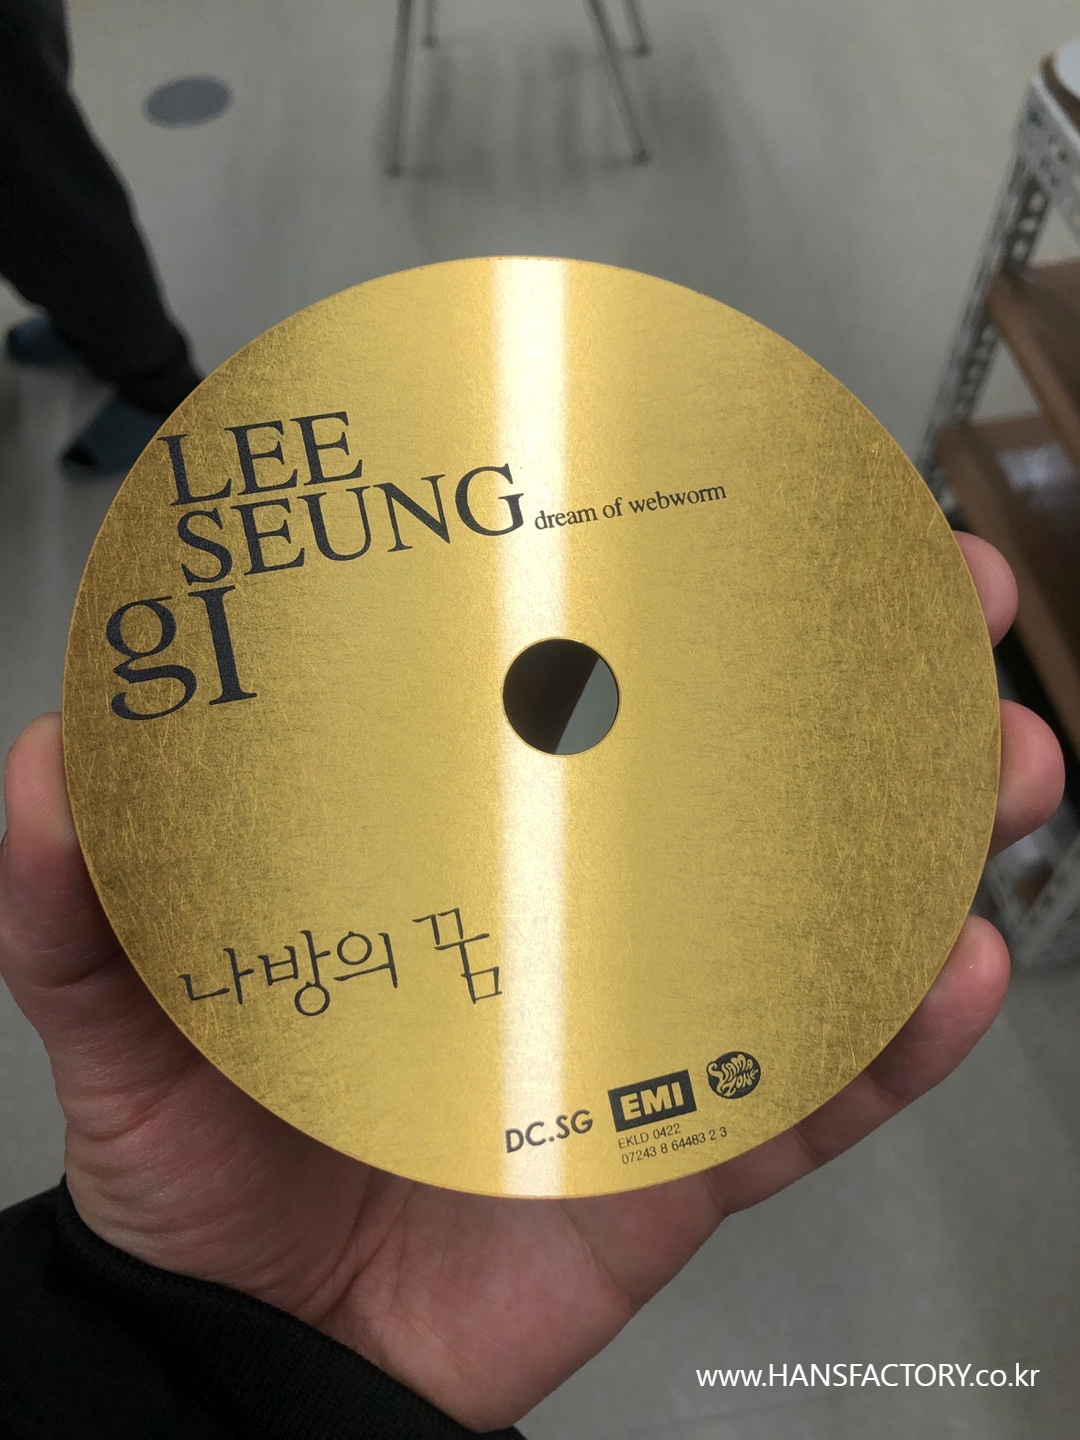 LEE
SEUNG dream of webworm
gI
나방의 꿈
DC.SG
EMI
EKLD 0422
07243 8 64483 2 3
www.HANSFACTORY.co.kr